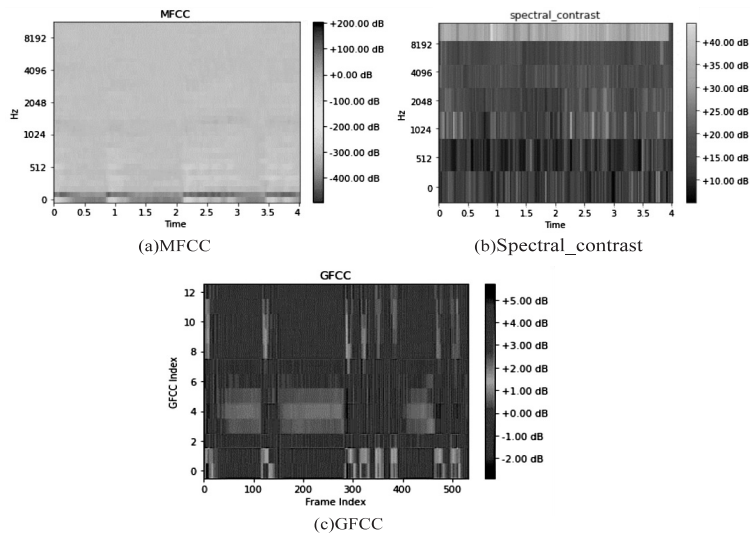 MFCC
8192
4096
2048
1024
512
0
Hz
0 0.5 1 1.5 2 2.5 3 3.5 4
Time
+200.00 dB
+100.00 dB
+0.00 dB
-100.00 dB
-200.00 dB
-300.00 dB
-400.00 dB
(a)MFCC
spectral_contrast
8192
4096
2048
1024
512
0
Hz
0 0.5 1 1.5 2 2.5 3 3.5 4
Time
+40.00 dB
+35.00 dB
+30.00 dB
+25.00 dB
+20.00 dB
+15.00 dB
+10.00 dB
(b)Spectral_contrast
GFCC
12
10
8
6
4
2
0
GFCC Index
0 100 200 300 400 500
Frame Index
+5.00 dB
+4.00 dB
+3.00 dB
+2.00 dB
+1.00 dB
+0.00 dB
-1.00 dB
-2.00 dB
(c)GFCC